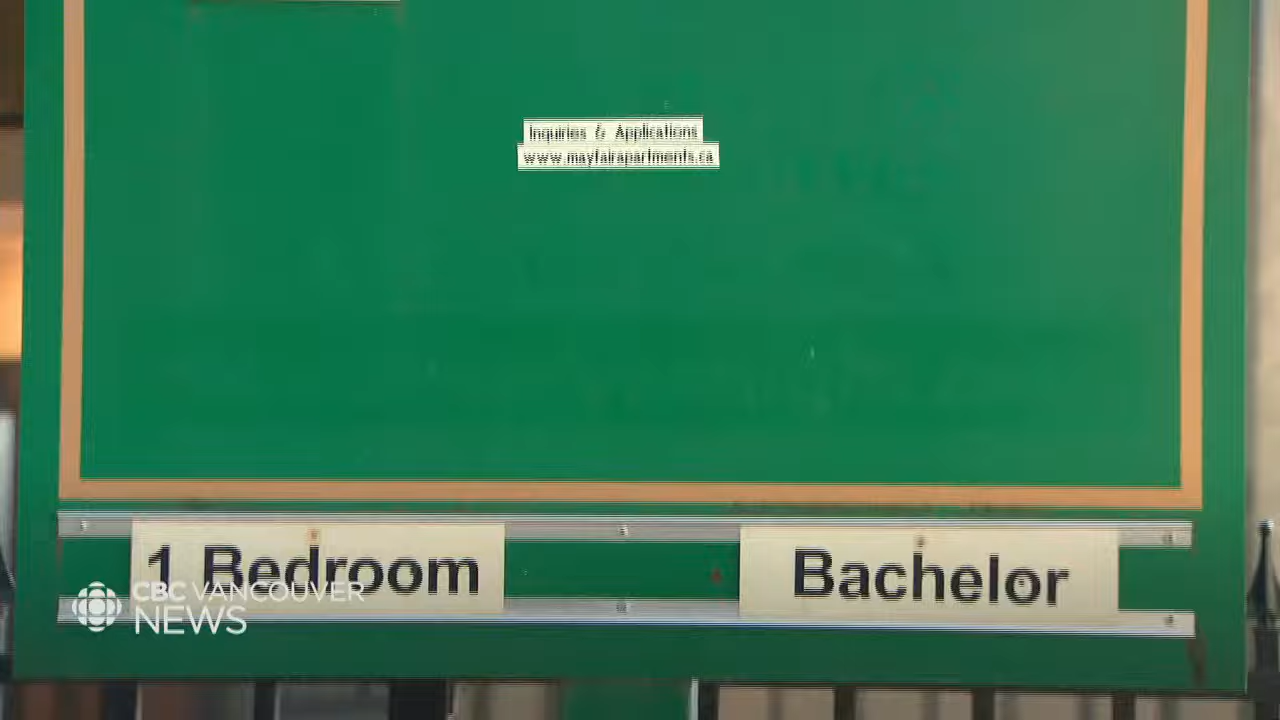 Inquiries & Applications
www.mayfairapartments.ca
1 Bedroom
Bachelor
CBC VANCOUVER
NEWS